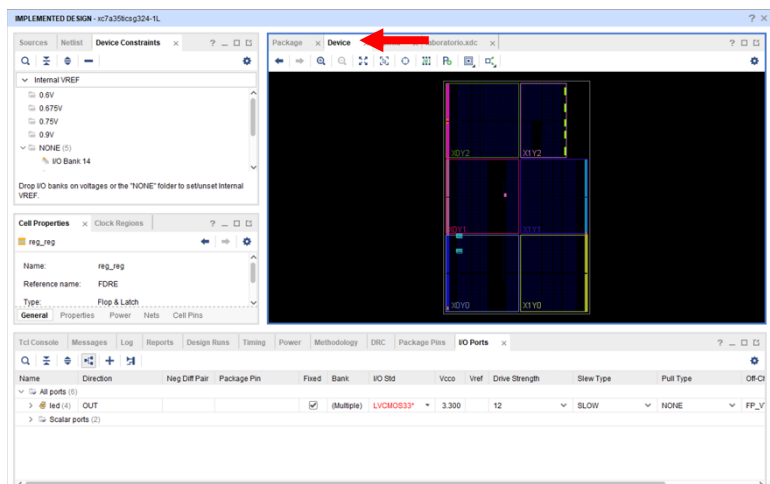 IMPLEMENTED DESIGN - xc7a35ticsg324-1L
Sources Netlist Device Constraints
Internal VREF
0.6V
0.675V
0.75V
0.9V
NONE (5)
I/O Bank 14
Drop I/O banks on voltages or the "NONE" folder to set/unset Internal
VREF.
Cell Properties Clock Regions
reg_reg
Name: reg_reg
Reference name: FDRE
Type: Flop & Latch
General Properties Power Nets Cell Pins
Package Device boratorio.xdc
X0Y2 X1Y2
X0Y1 X1Y1
X0Y0 X1Y0
Tcl Console Messages Log Reports Design Runs Timing Power Methodology DRC Package Pins I/O Ports
Name Direction Neg Diff Pair Package Pin Fixed Bank I/O Std Vcco Vref Drive Strength Slew Type Pull Type Off-Ch
All ports (6)
led (4) OUT (Multiple) LVCMOS33* 3.300 12 SLOW NONE FP_V
Scalar ports (2)